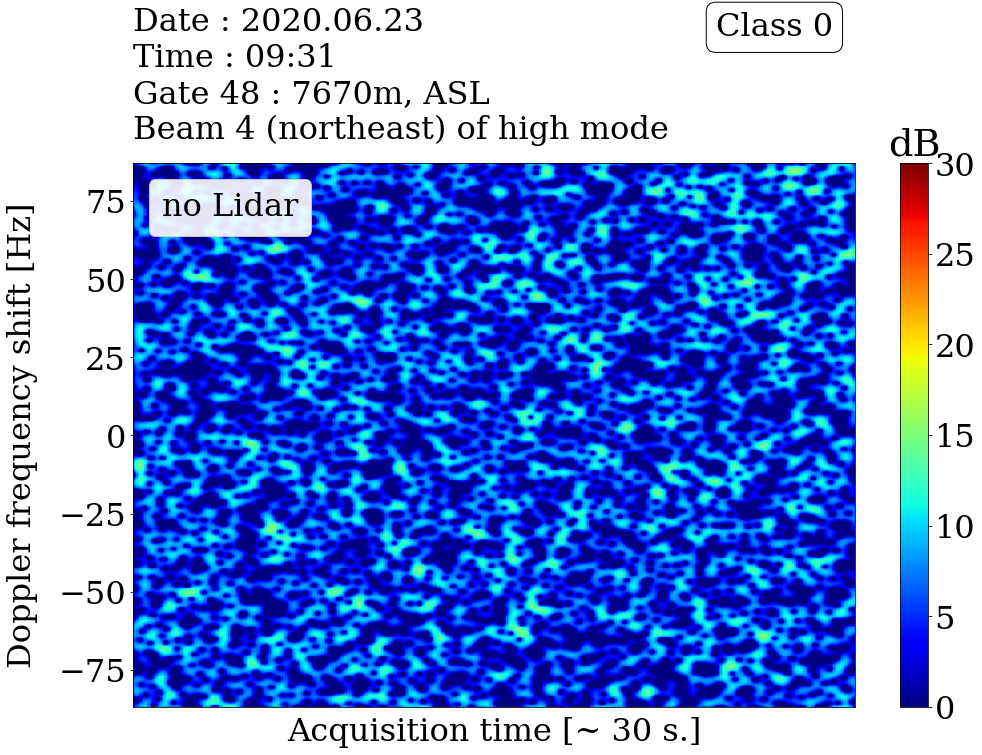 Date : 2020.06.23
Time : 09:31
Gate 48 : 7670m, ASL
Beam 4 (northeast) of high mode
Class 0
no Lidar
dB
30
25
20
15
10
5
0
Doppler frequency shift [Hz]
75
50
25
0
−25
−50
−75
Acquisition time [~ 30 s.]